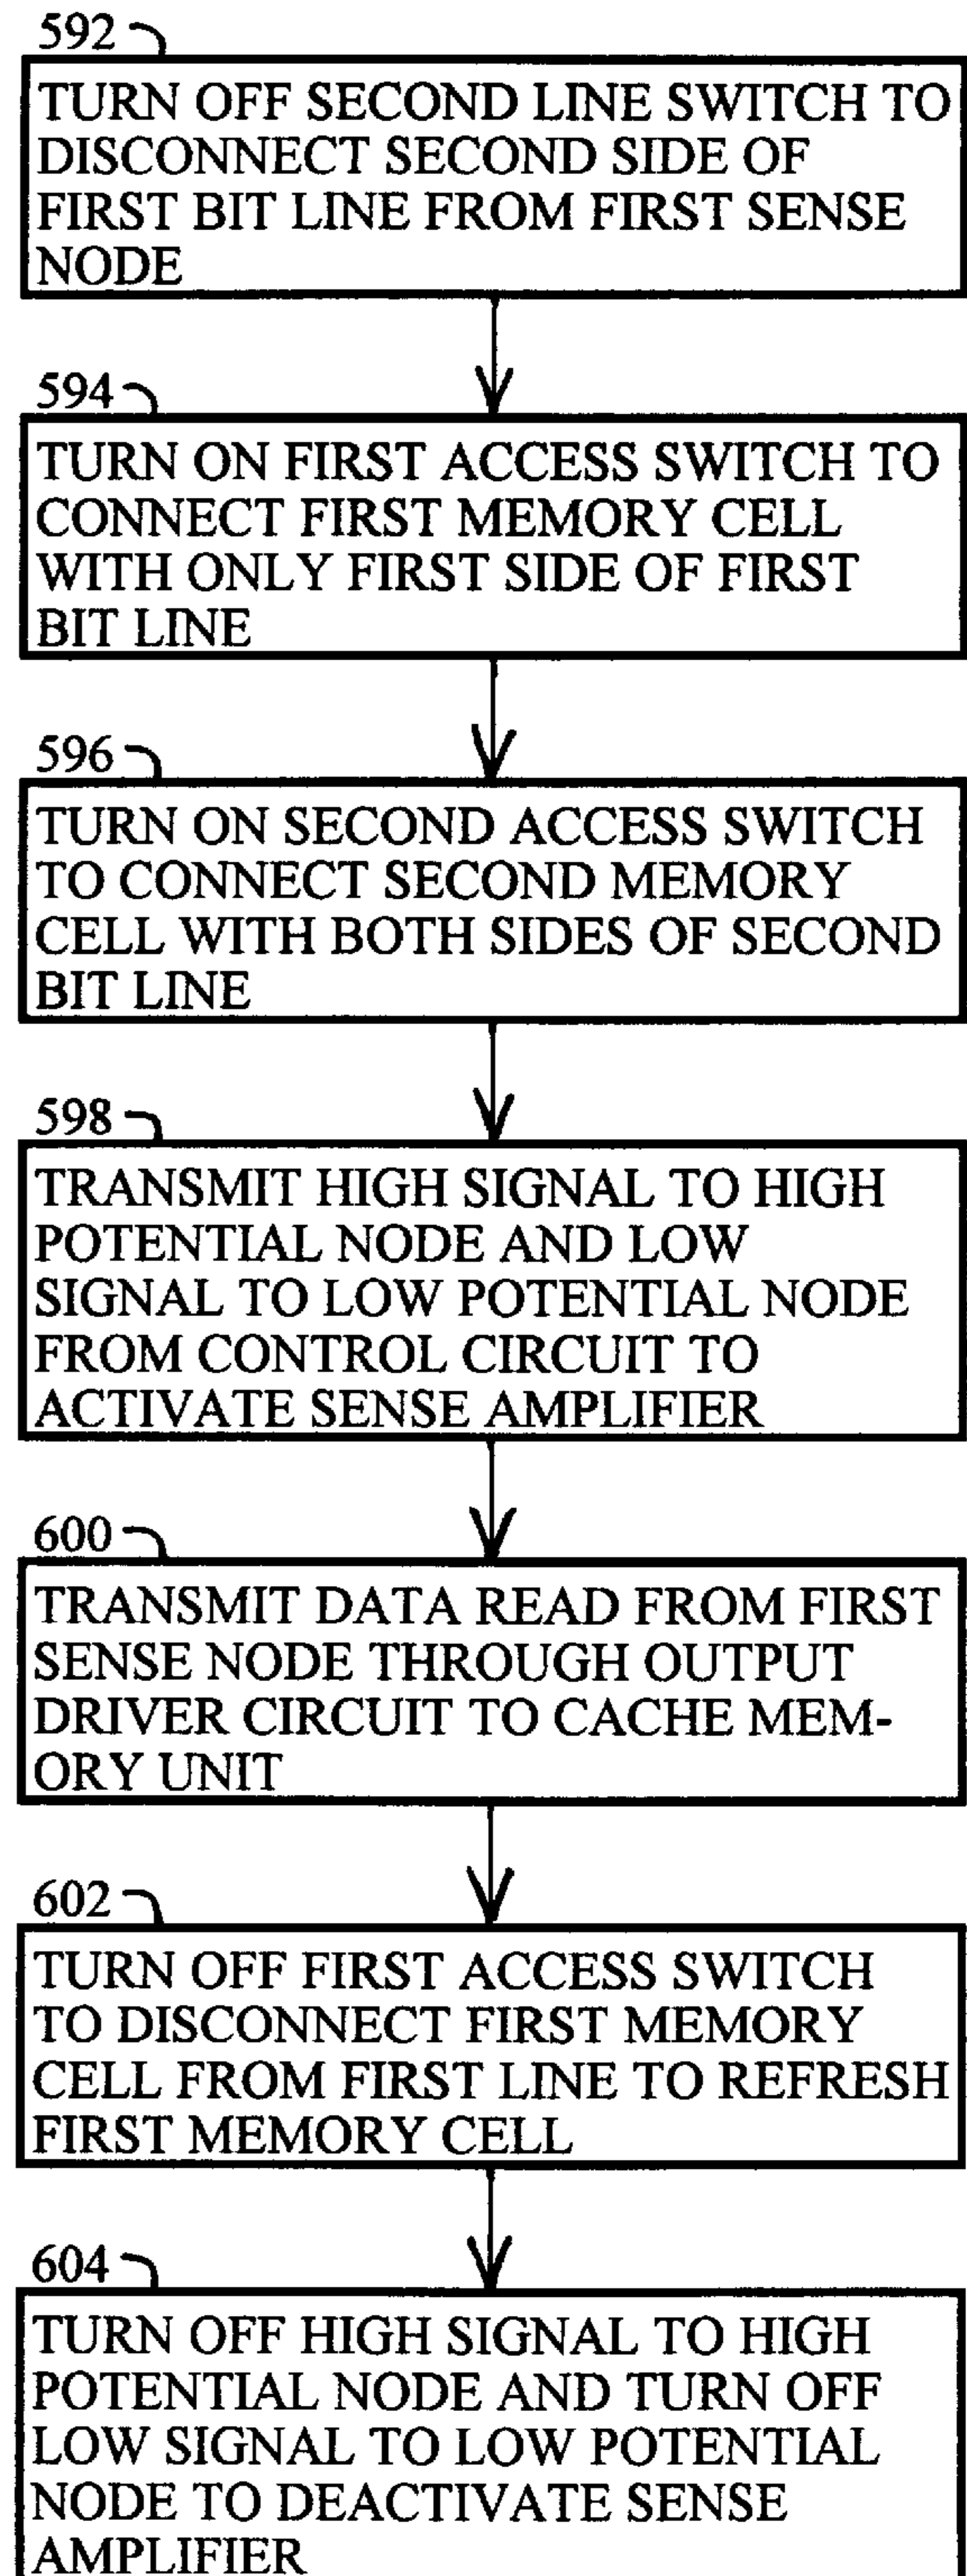 592
TURN OFF SECOND LINE SWITCH TO
DISCONNECT SECOND SIDE OF
FIRST BIT LINE FROM FIRST SENSE
NODE
594
TURN ON FIRST ACCESS SWITCH TO
CONNECT FIRST MEMORY CELL
WITH ONLY FIRST SIDE OF FIRST
BIT LINE
596
TURN ON SECOND ACCESS SWITCH
TO CONNECT SECOND MEMORY
CELL WITH BOTH SIDES OF SECOND
BIT LINE
598
TRANSMIT HIGH SIGNAL TO HIGH
POTENTIAL NODE AND LOW
SIGNAL TO LOW POTENTIAL NODE
FROM CONTROL CIRCUIT TO
ACTIVATE SENSE AMPLIFIER
600
TRANSMIT DATA READ FROM FIRST
SENSE NODE THROUGH OUTPUT
DRIVER CIRCUIT TO CACHE MEM-
ORY UNIT
602
TURN OFF FIRST ACCESS SWITCH
TO DISCONNECT FIRST MEMORY
CELL FROM FIRST LINE TO REFRESH
FIRST MEMORY CELL
604
TURN OFF HIGH SIGNAL TO HIGH
POTENTIAL NODE AND TURN OFF
LOW SIGNAL TO LOW POTENTIAL
NODE TO DEACTIVATE SENSE
AMPLIFIER